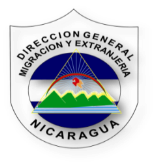 DIRECCION GENERAL
MIGRACION Y EXTRANJERIA
NICARAGUA